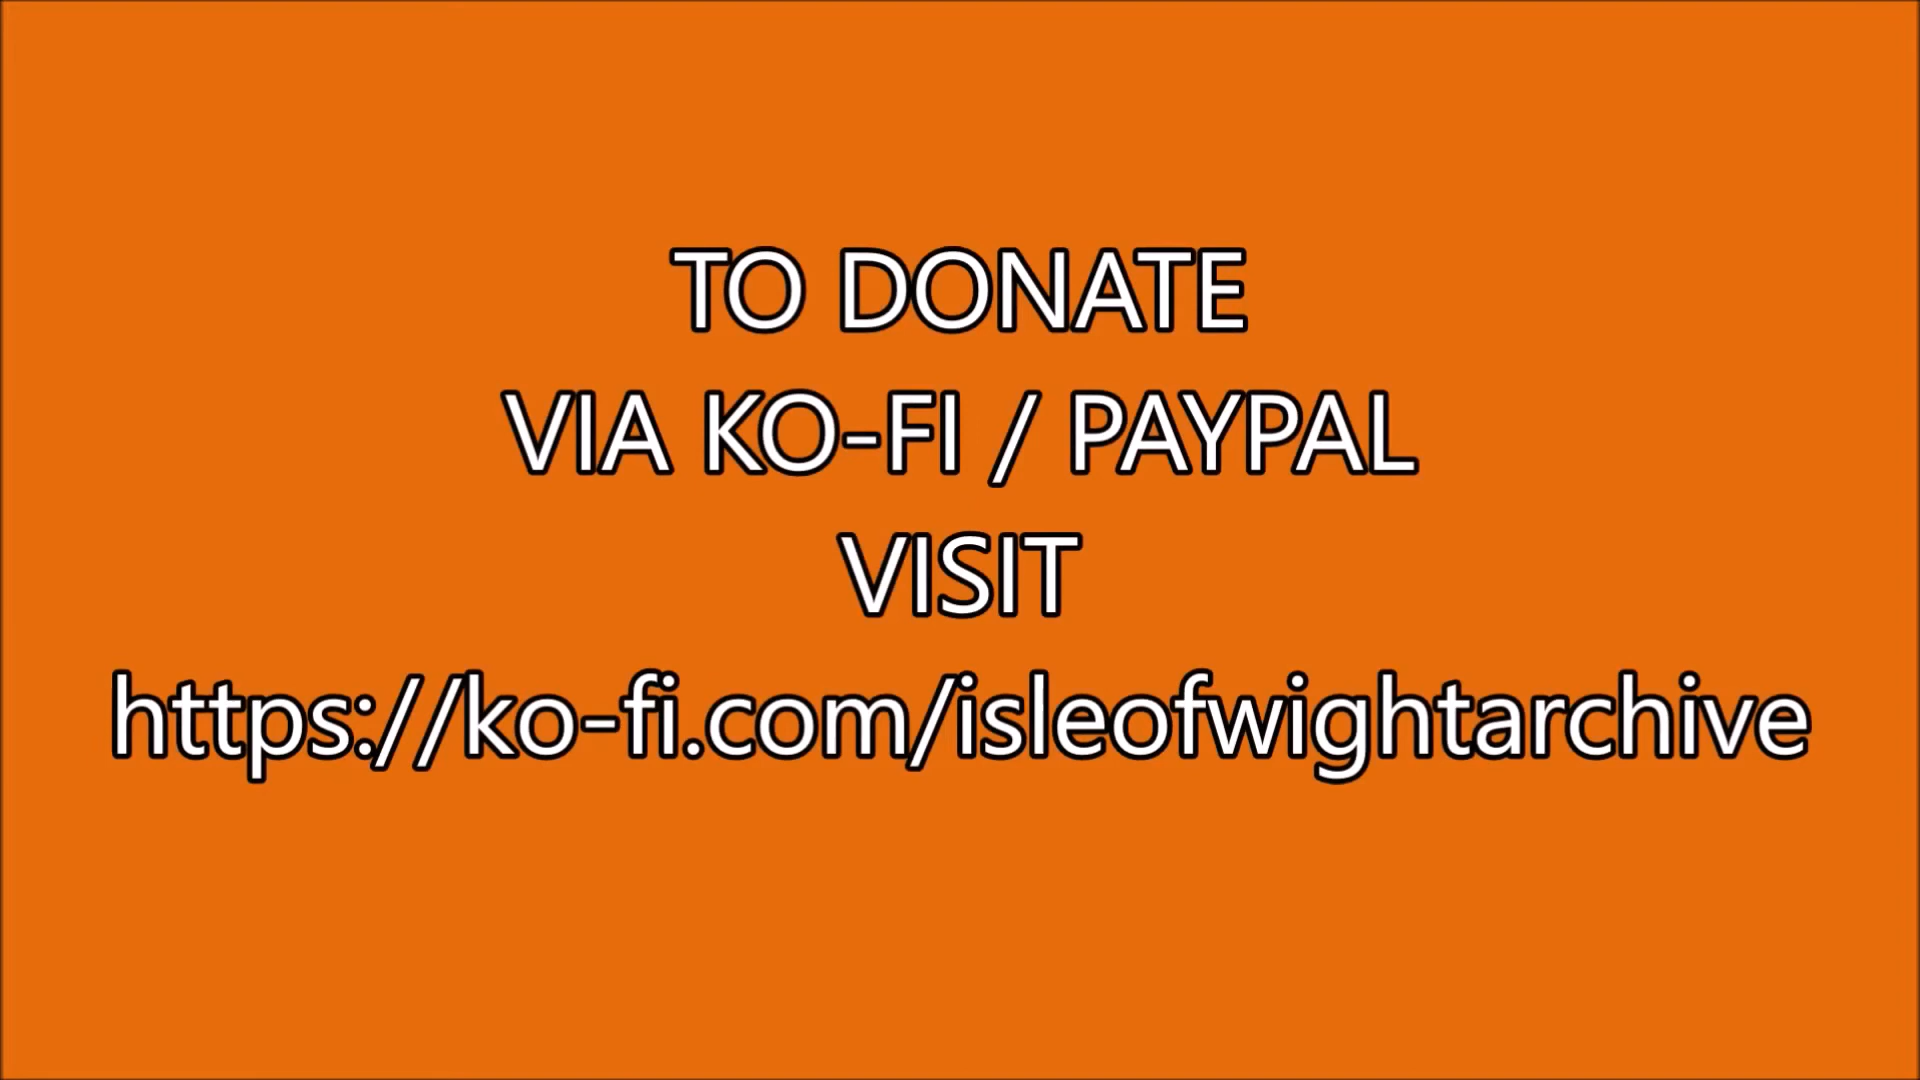 TO DONATE
VIA KO-FI / PAYPAL
VISIT
https://ko-fi.com/isleofwightarchive